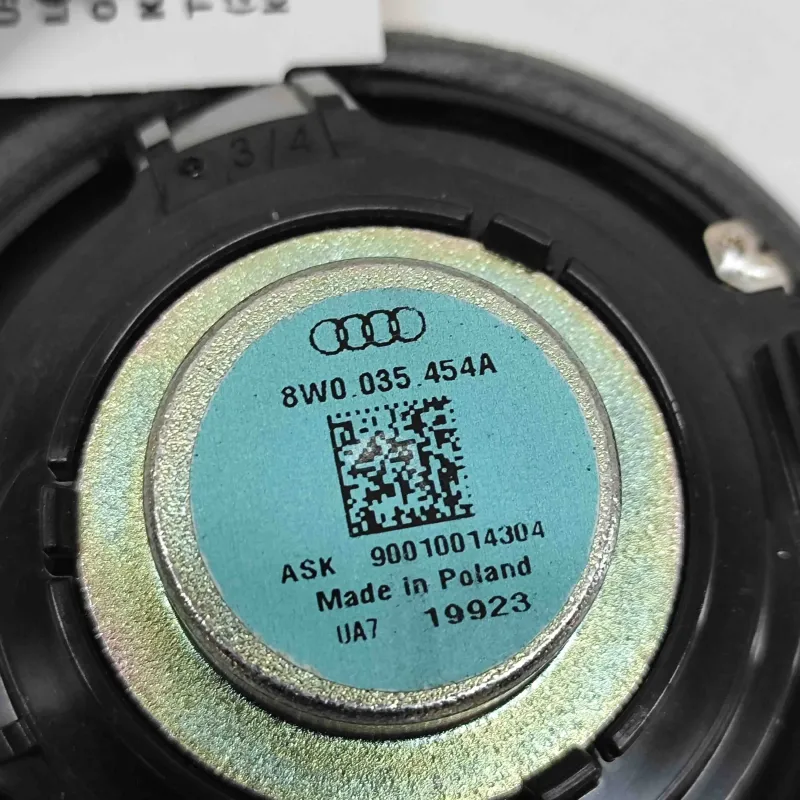 3/4
8W0.035.454A
ASK 90010014304
Made in Poland
UA7 19923